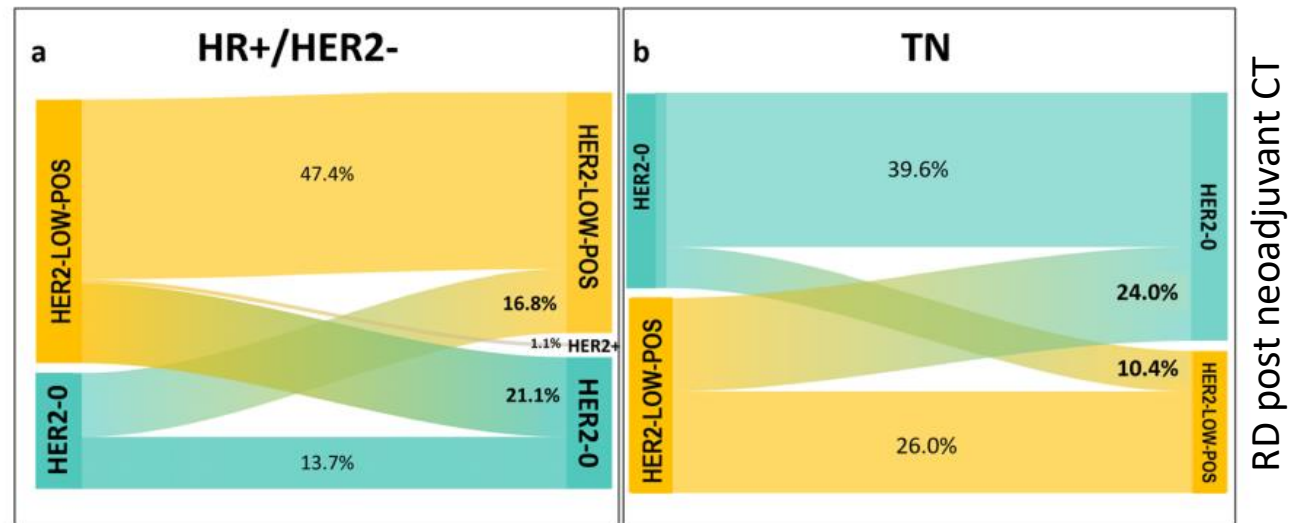 a
HR+/HER2-
HER2-LOW-POS
47.4%
HER2-LOW-POS
16.8%
1.1% HER2+
HER2-0
13.7%
21.1%
HER2-0
b
TN
HER2-0
39.6%
HER2-0
24.0%
HER2-LOW-POS
10.4%
26.0%
HER2-LOW-POS
RD post neoadjuvant CT